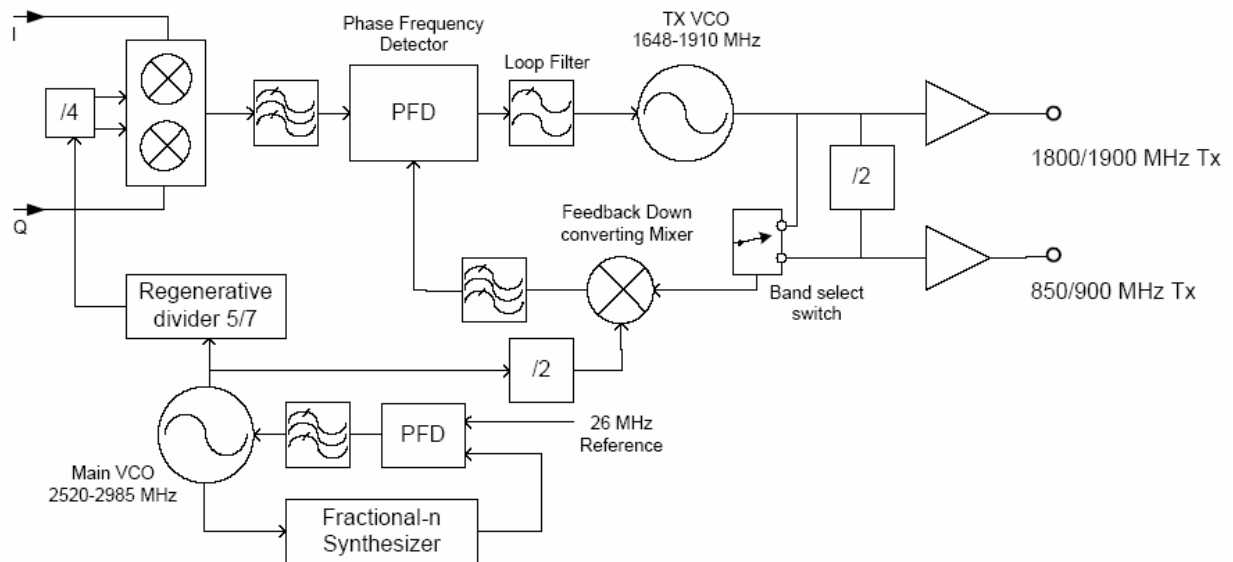 I
Q
/4
Phase Frequency
Detector
PFD
Loop Filter
TX VCO
1648-1910 MHz
/2
1800/1900 MHz Tx
850/900 MHz Tx
Band select
switch
Feedback Down
converting Mixer
Regenerative
divider 5/7
/2
Main VCO
2520-2985 MHz
PFD
26 MHz
Reference
Fractional-n
Synthesizer